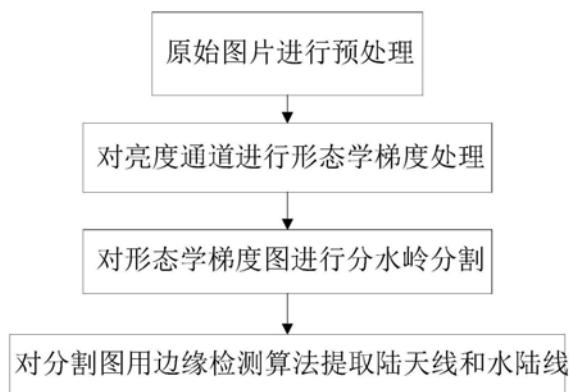 原始图片进行预处理
对亮度通道进行形态学梯度处理
对形态学梯度图进行分水岭分割
对分割图用边缘检测算法提取陆天线和水陆线